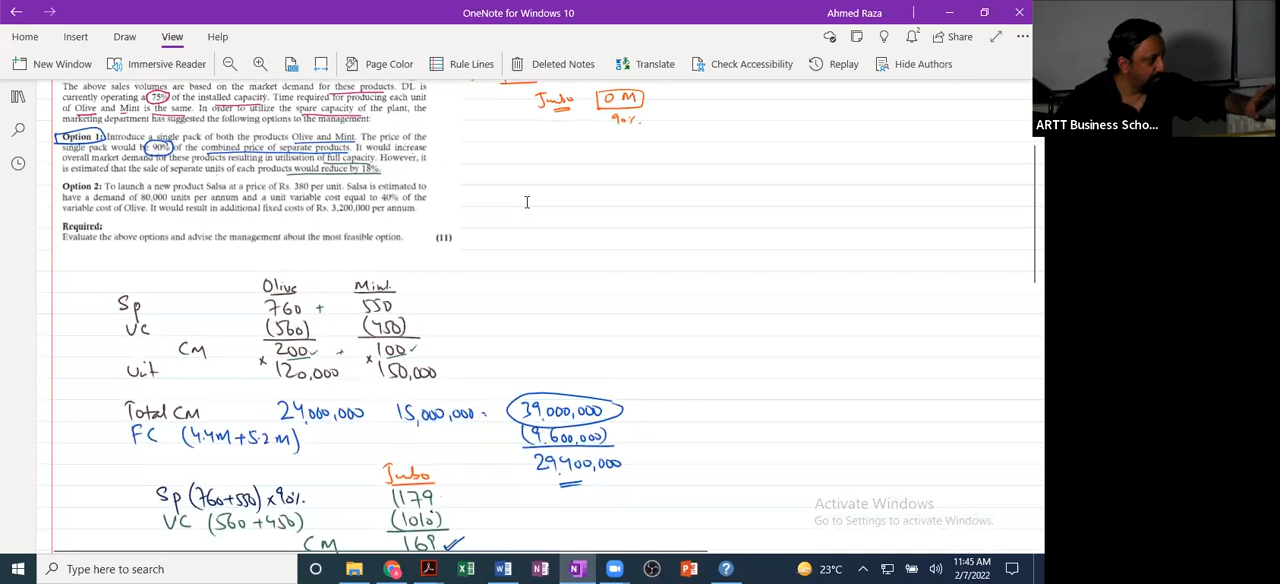 OneNote for Windows 10
Ahmed Raza
Home Insert Draw View Help
Share
New Window Immersive Reader Page Color Rule Lines Deleted Notes Translate Check Accessibility Replay Hide Authors
The above sales volumes are based on the market demand for these products. DL is
currently operating at 75% of the installed capacity. Time required for producing each unit
of Olive and Mint is the same. In order to utilize the spare capacity of the plant, the
marketing department has suggested the following options to the management:
Jumbo O M
90%.
Option 1: Introduce a single pack of both the products Olive and Mint. The price of the
single pack would be 90% of the combined price of separate products. It would increase
overall market demand for these products resulting in utilisation of full capacity. However, it
is estimated that the sale of separate units of each products would reduce by 18%.
Option 2: To launch a new product Salsa at a price of Rs. 380 per unit. Salsa is estimated to
have a demand of 80,000 units per annum and a unit variable cost equal to 40% of the
variable cost of Olive. It would result in additional fixed costs of Rs. 3,200,000 per annum.
Required:
Evaluate the above options and advise the management about the most feasible option. (11)
Olive Mint
Sp 760 + 550
VC (560) (450)
CM 200 + 100
Unit × 120,000 × 150,000
Total CM 24,000,000 15,000,000 = 39,000,000
FC (4.4M+5.2M) (9,600,000)
29,400,000
Jumbo
Sp (760+550) × 90%. 1179
VC (560 + 450) (1010)
CM 169
Activate Windows
Go to Settings to activate Windows.
ARTT Business Scho...
Type here to search
23°C
11:45 AM
2/7/2022